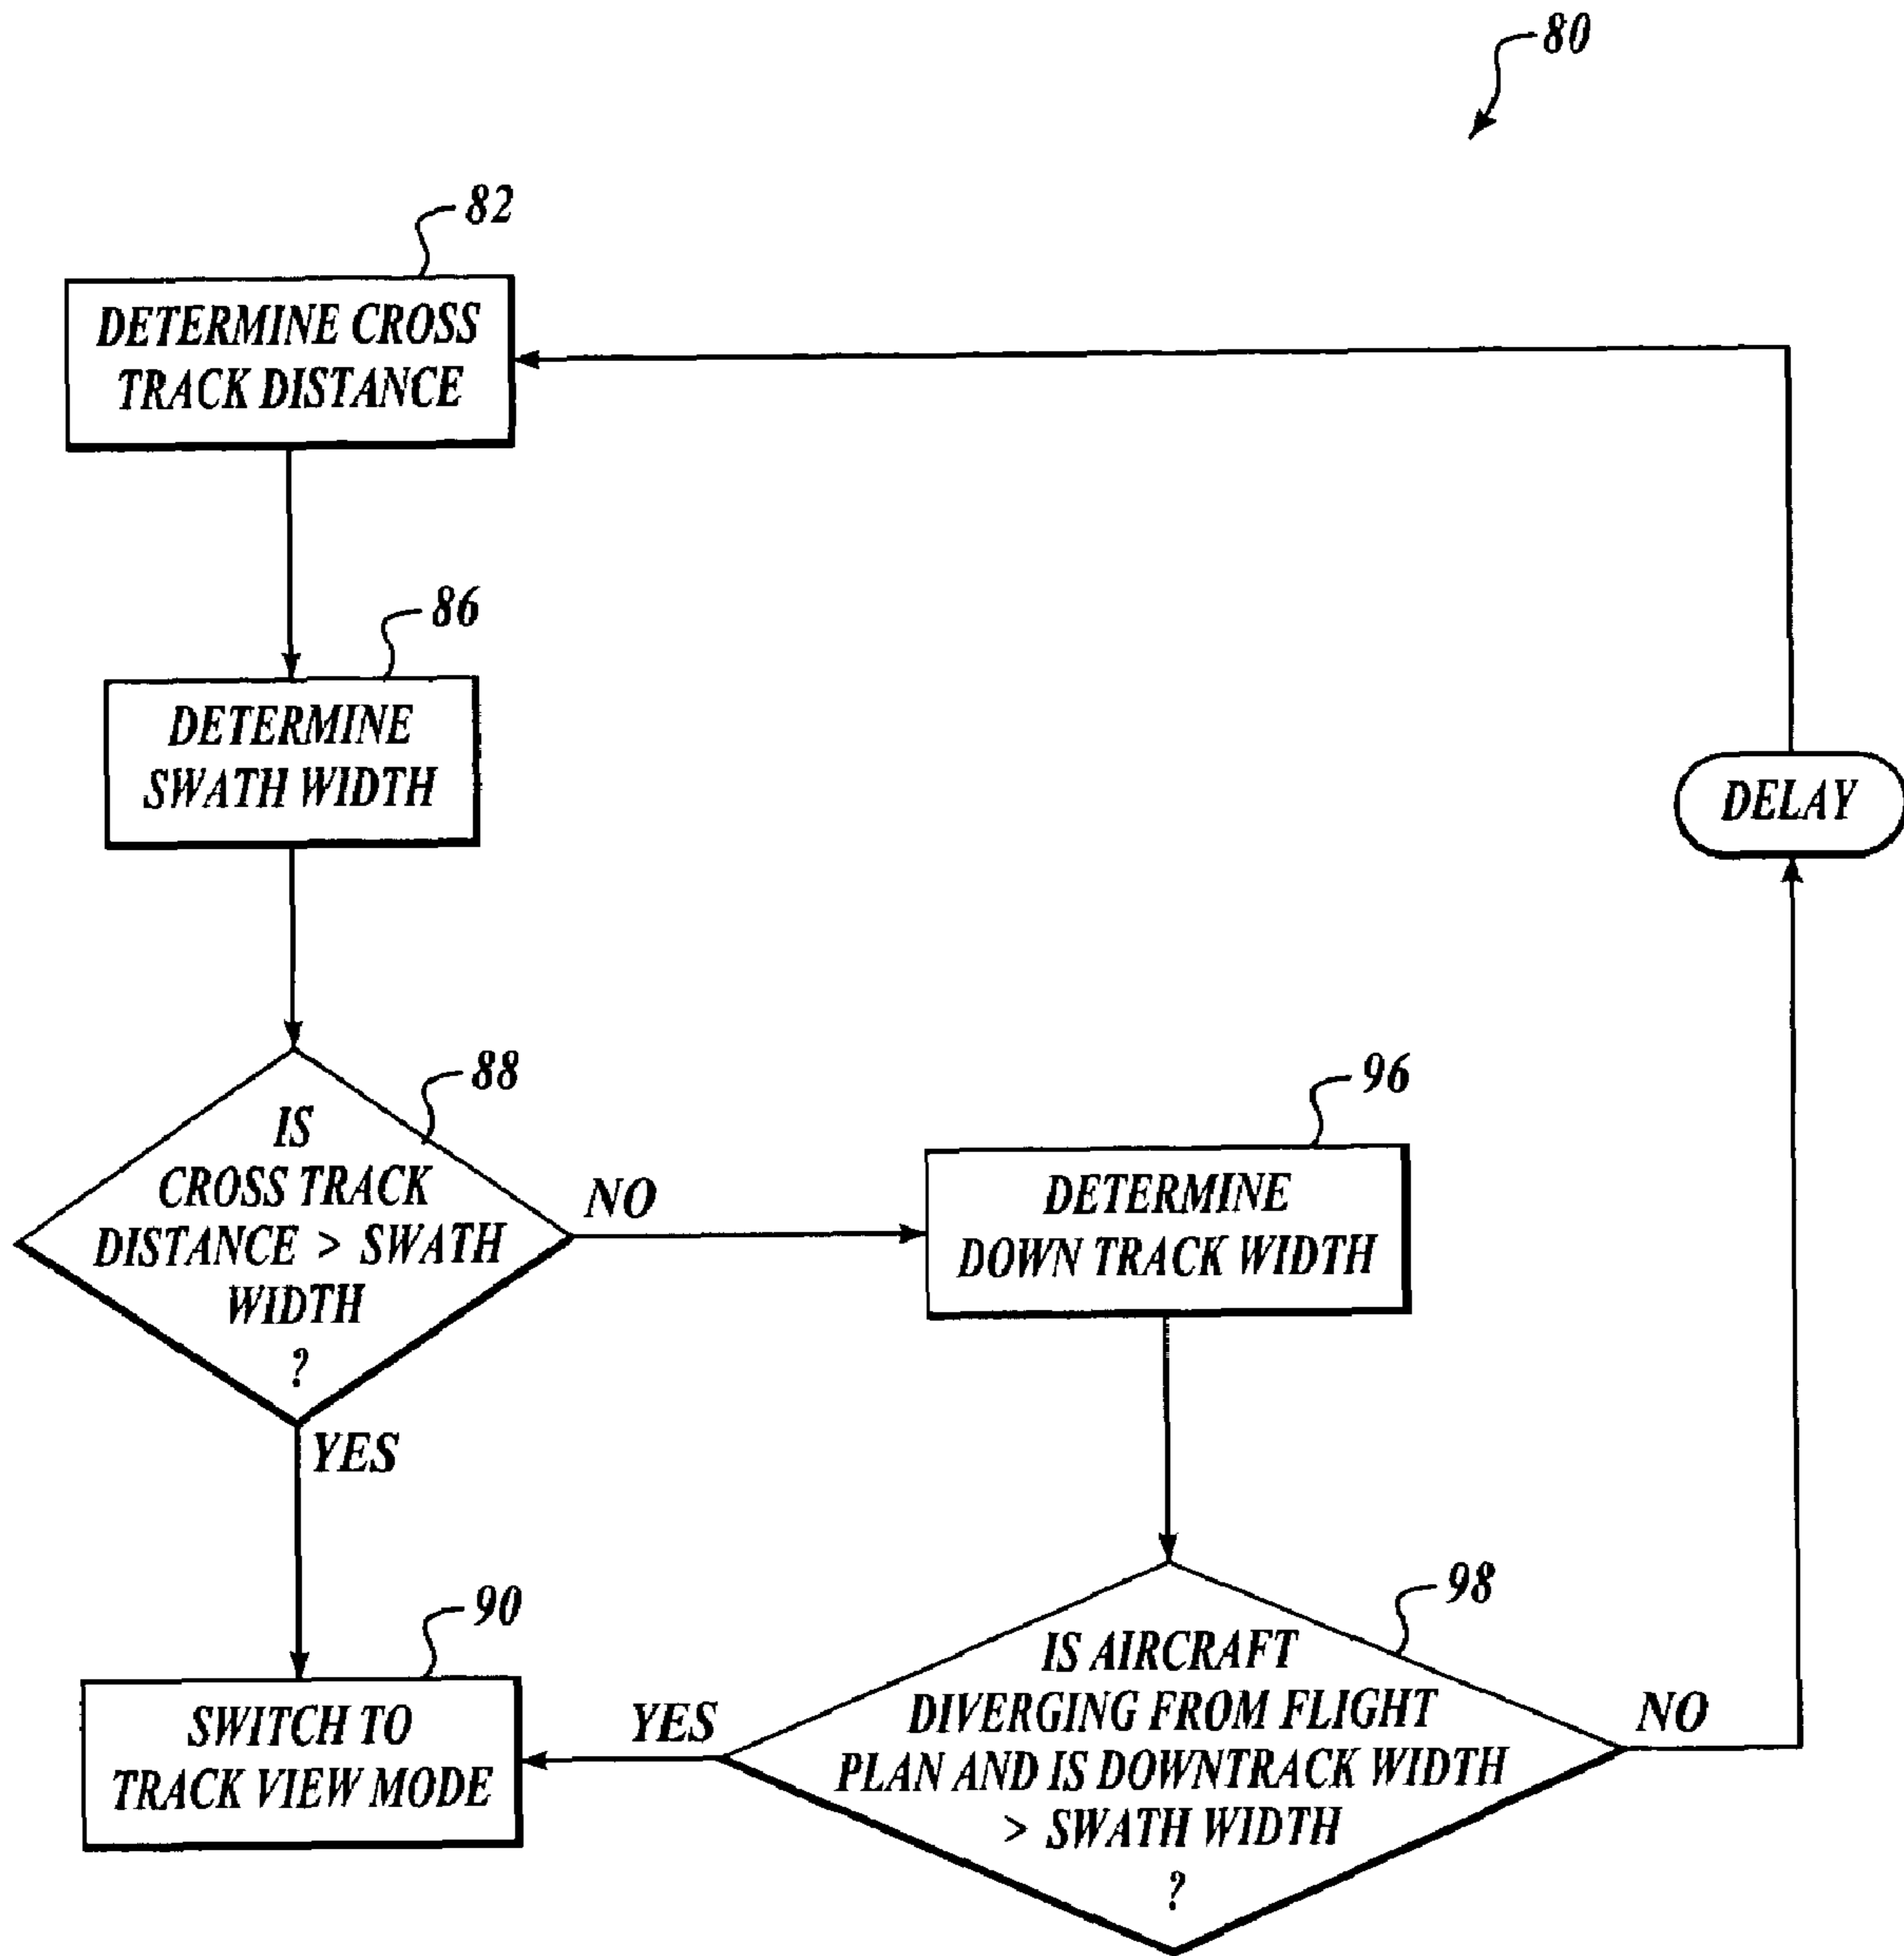 80
82
DETERMINE CROSS
TRACK DISTANCE
86
DETERMINE
SWATH WIDTH
DELAY
88
IS
CROSS TRACK
DISTANCE > SWATH
WIDTH
?
NO
YES
96
DETERMINE
DOWN TRACK WIDTH
90
SWITCH TO
TRACK VIEW MODE
YES
98
IS AIRCRAFT
DIVERGING FROM FLIGHT
PLAN AND IS DOWNTRACK WIDTH
> SWATH WIDTH
?
NO